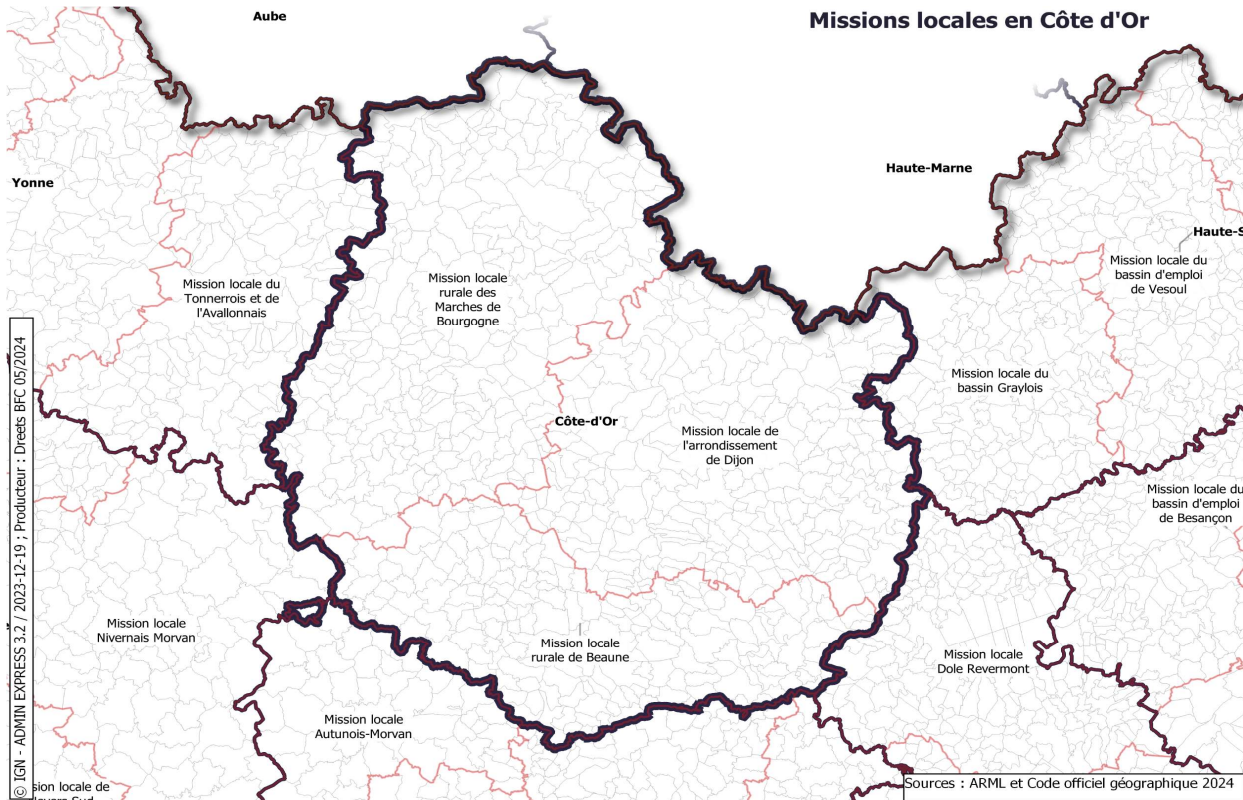 Missions locales en Côte d'Or
Aube
Yonne
Haute-Marne
Haute-S
Mission locale du
bassin d'emploi
de Vesoul
Mission locale du
Tonnerrois et de
l'Avallonnais
Mission locale
rurale des
Marches de
Bourgogne
Mission locale du
bassin Graylois
Côte-d'Or
Mission locale de
l'arrondissement
de Dijon
Mission locale du
bassin d'emploi
de Besançon
Mission locale
Nivernais Morvan
Mission locale
rurale de Beaune
Mission locale
Dole Revermont
Mission locale
Autunois-Morvan
sion locale de
© IGN - ADMIN EXPRESS 3.2 / 2023-12-19 ; Producteur : Dreets BFC 05/2024
Sources : ARML et Code officiel géographique 2024